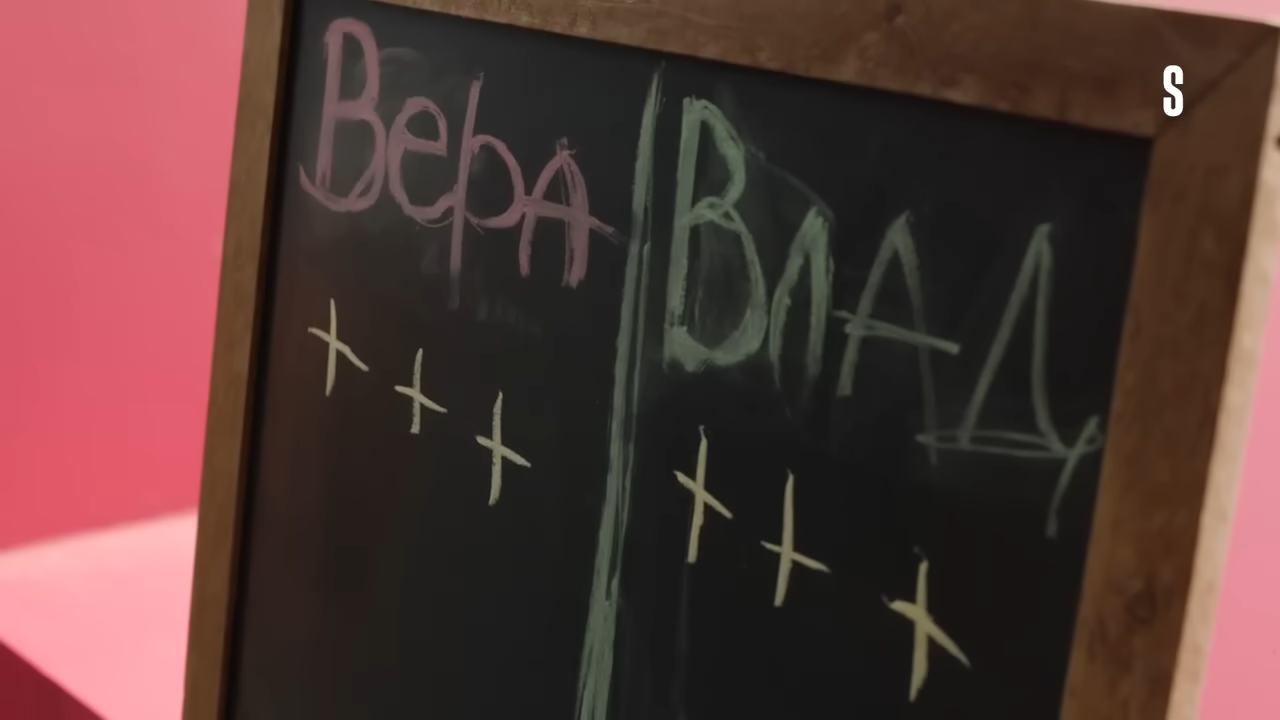 Вера
Влад
+ + +
+ + +
S